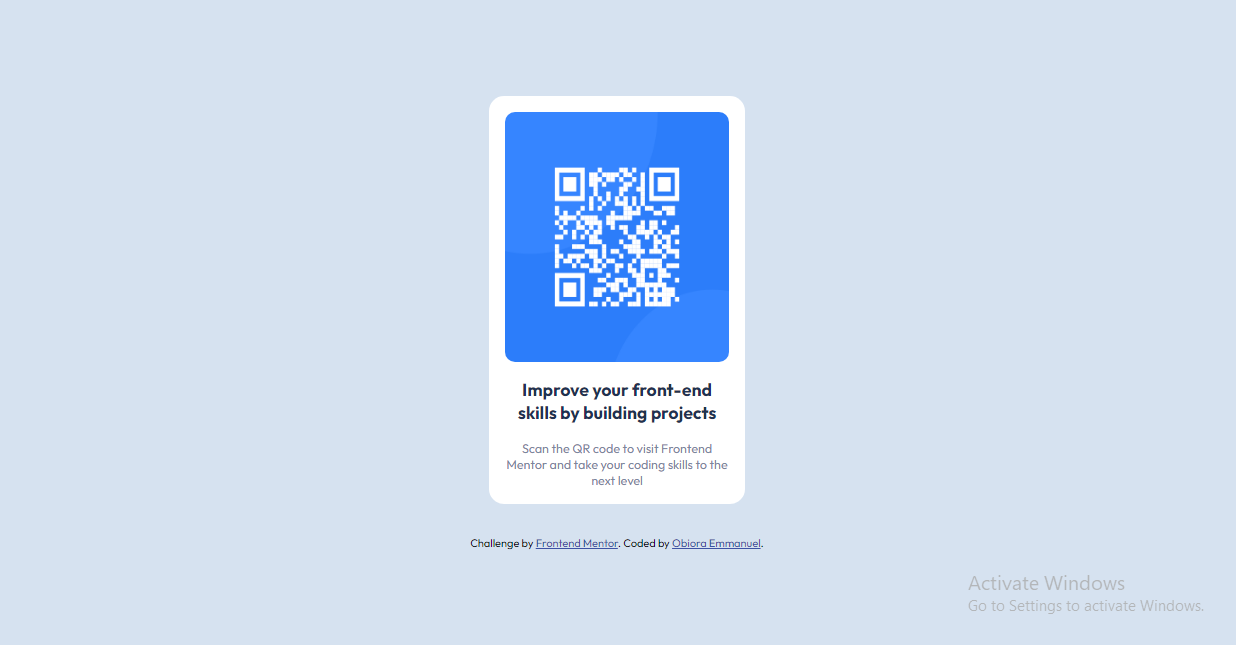 Improve your front-end
skills by building projects
Scan the QR code to visit Frontend
Mentor and take your coding skills to the
next level
Challenge by Frontend Mentor. Coded by Obiora Emmanuel.
Activate Windows
Go to Settings to activate Windows.